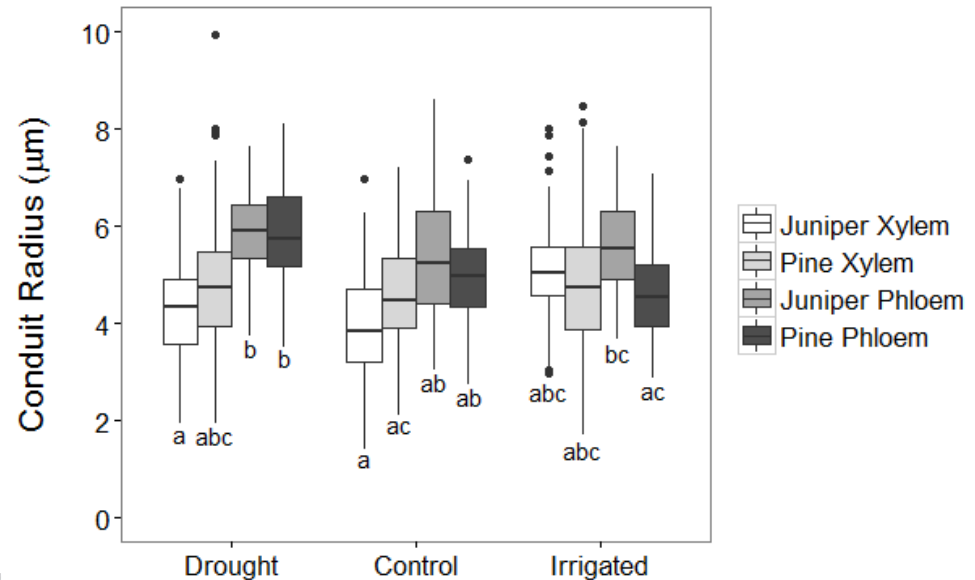 Conduit Radius (μm)
10
8
6
4
2
0
a
abc
b
b
a
ac
ab
ab
abc
abc
bc
ac
Drought
Control
Irrigated
Juniper Xylem
Pine Xylem
Juniper Phloem
Pine Phloem